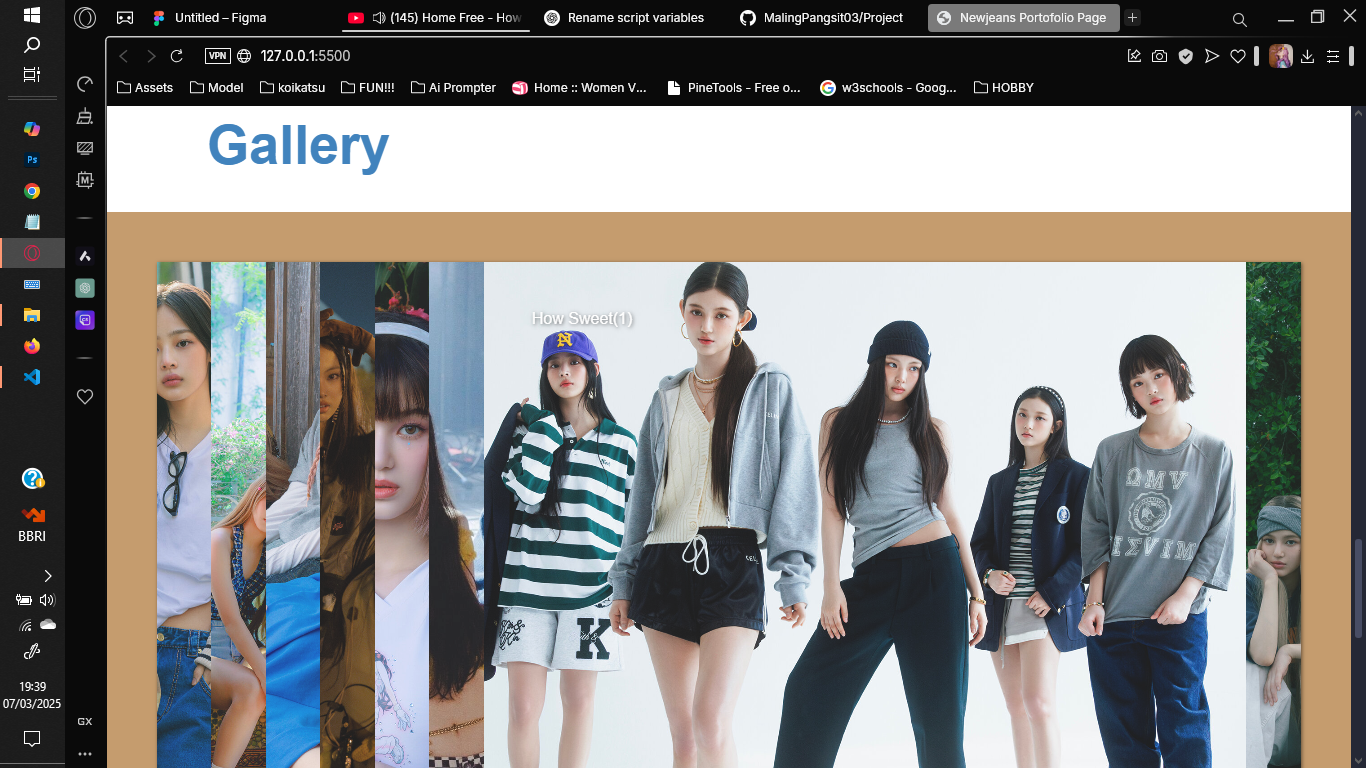 Untitled – Figma
(145) Home Free - How
Rename script variables
MalingPangsit03/Project
Newjeans Portofolio Page
VPN
127.0.0.1:5500
Assets
Model
koikatsu
FUN!!!
Ai Prompter
Home :: Women V...
PineTools - Free o...
w3schools - Goog...
HOBBY
Ps
M
Gallery
How Sweet(1)
N
K
BBRI
19:39
07/03/2025
GX